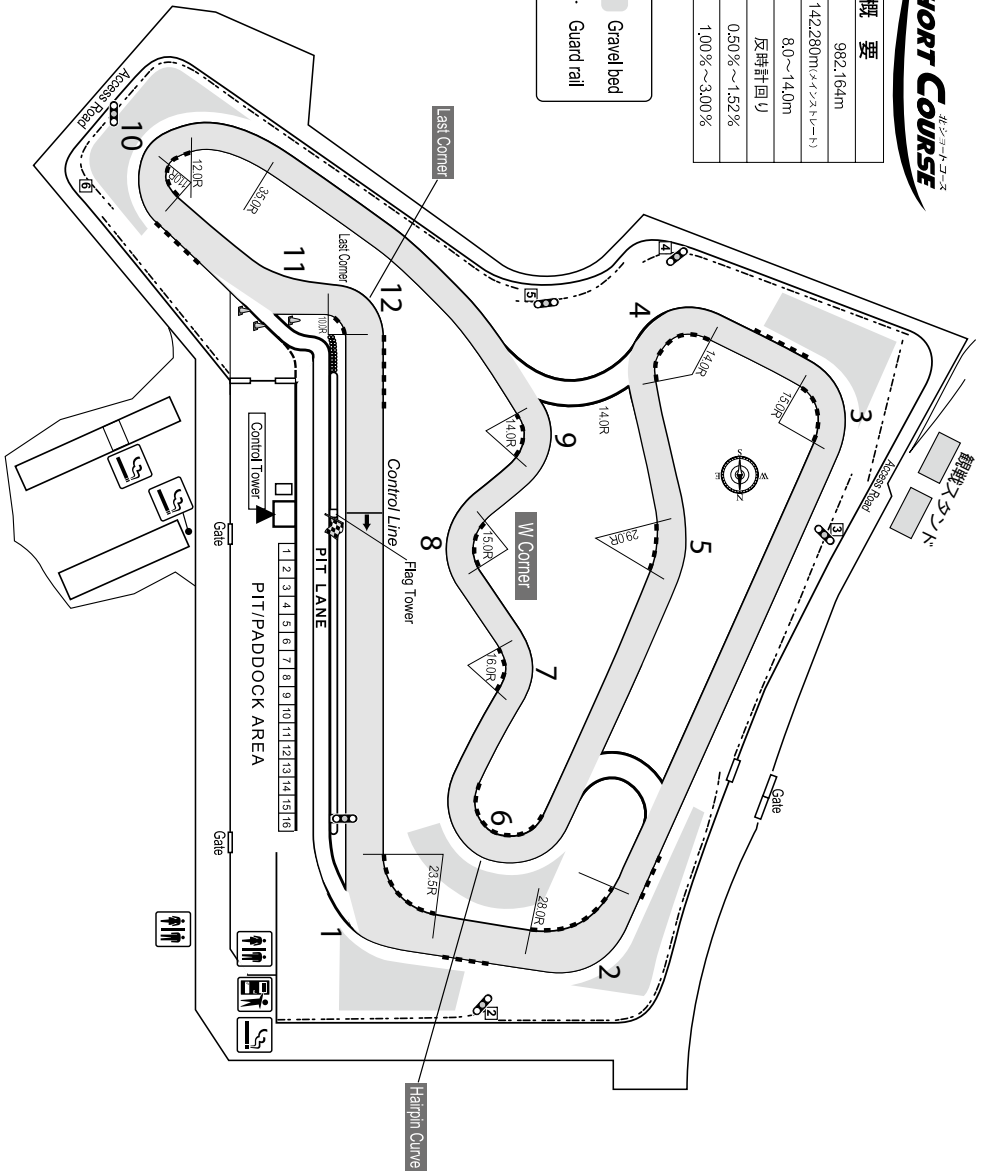 HORT COURSE
北ショートコース
概 要
982.164m
142.280m(メインストレート)
8.0～14.0m
反時計回り
0.50%～1.52%
1.00%～3.00%
Gravel bed
Guard rail
観戦スタンド
Access Road
Gate
Access Road
Last Corner
Last Corner
W Corner
Hairpin Curve
Control Line
Flag Tower
Control Tower
PIT LANE
PIT/PADDOCK AREA
Gate
Gate
1
2
3
4
5
6
7
8
9
10
11
12
1 2 3 4 5 6 7 8 9 10 11 12 13 14 15 16
2
3
4
5
6
23.5R
28.0R
15.0R
14.0R
29.0R
14.0R
16.0R
15.0R
14.0R
35.0R
12.0R
11.0R
10.0R
S
W
E
N